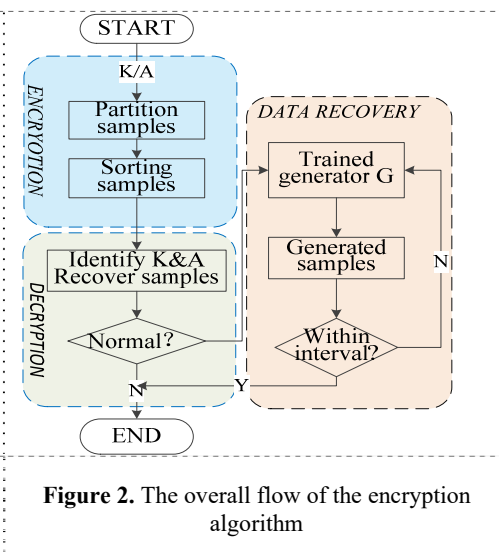 START
K/A
ENCRYOTION
Partition
samples
Sorting
samples
DECRYPTION
Identify K&A
Recover samples
Normal?
N
END
DATA RECOVERY
Trained
generator G
Generated
samples
N
Within
interval?
Y
Figure 2. The overall flow of the encryption
algorithm